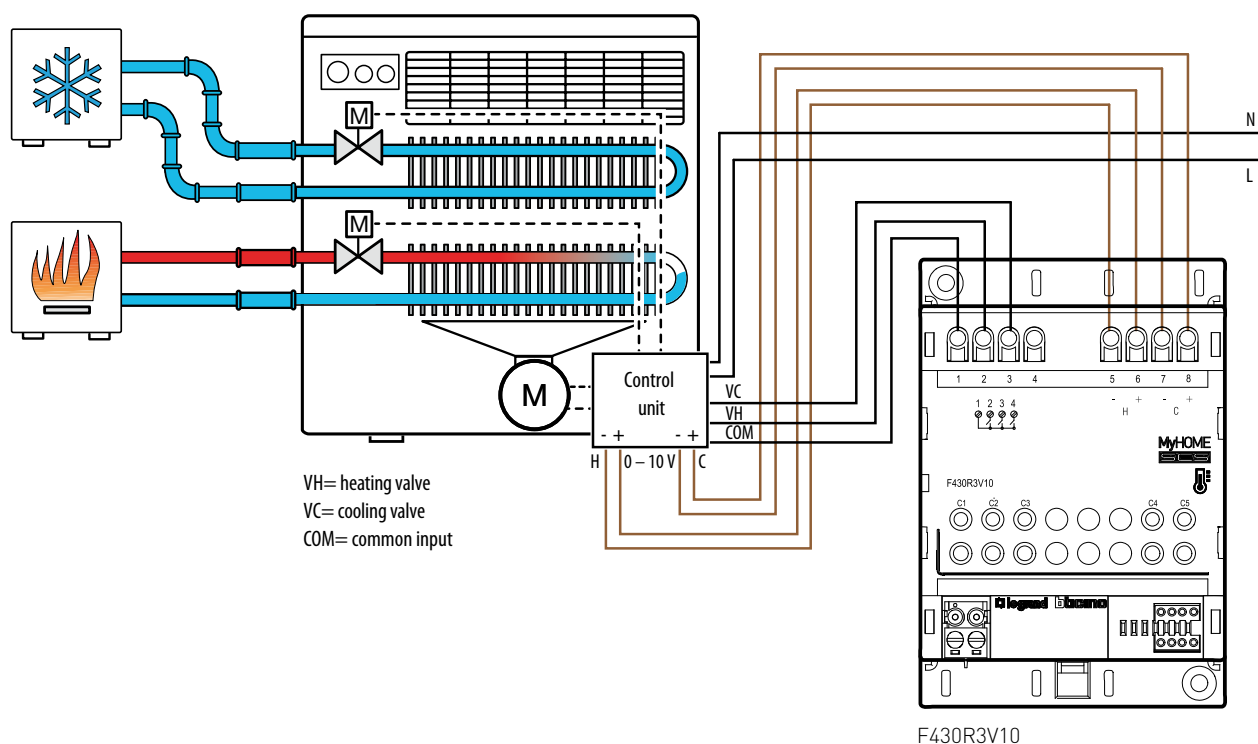 M
M
M
N
L
Control
unit
VC
VH
COM
- +
- +
H
0 – 10 V
C
VH= heating valve
VC= cooling valve
COM= common input
1 2 3 4
5 6 7 8
- + - +
H C
1 2 3 4
MyHOME
SCS
F430R3V10
C1 C2 C3 C4 C5
legrand bticino
F430R3V10